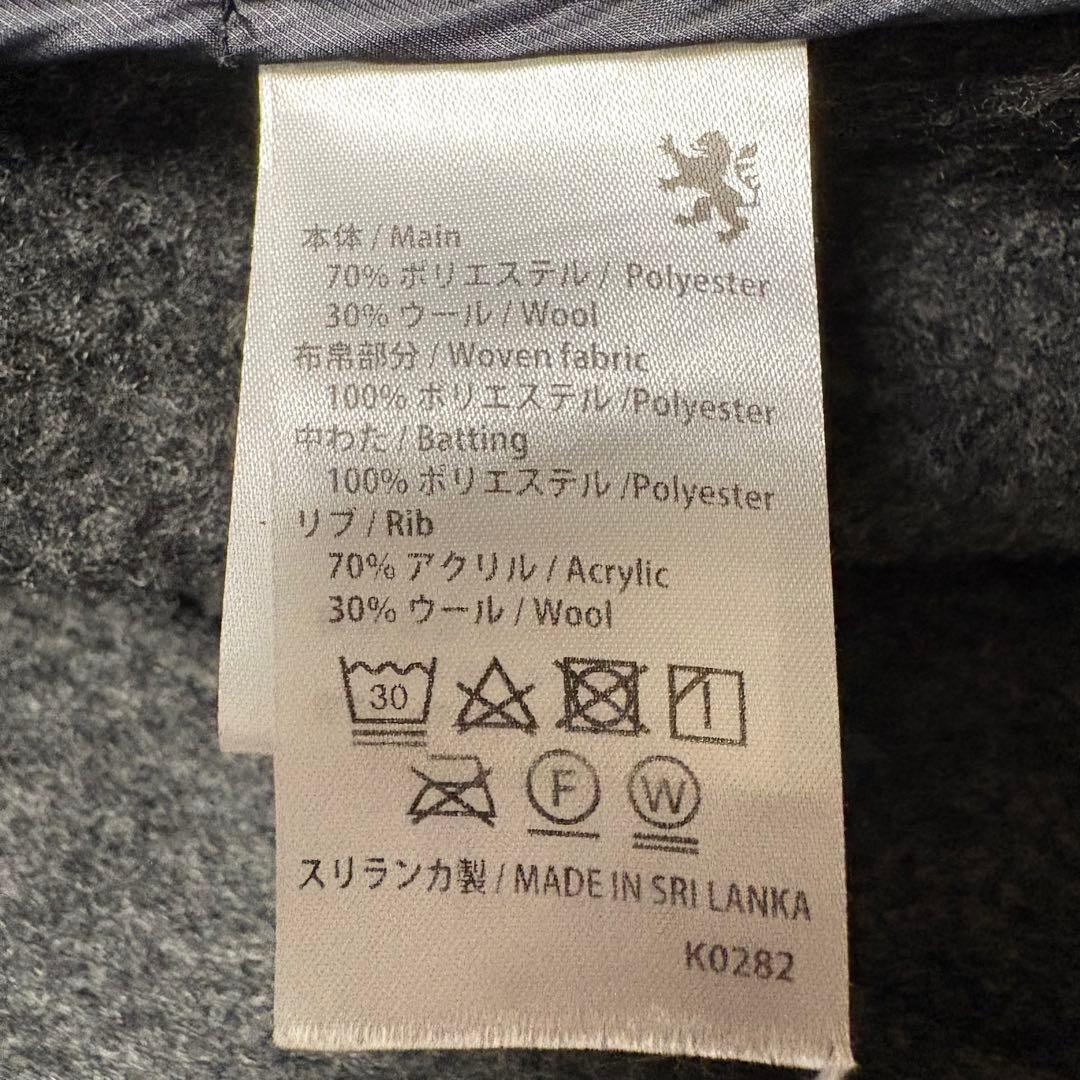 本体 / Main
70% ポリエステル / Polyester
30% ウール / Wool
布帛部分 / Woven fabric
100% ポリエステル /Polyester
中わた / Batting
100% ポリエステル /Polyester
リブ / Rib
70% アクリル / Acrylic
30% ウール / Wool
30
F W
スリランカ製 / MADE IN SRI LANKA
K0282